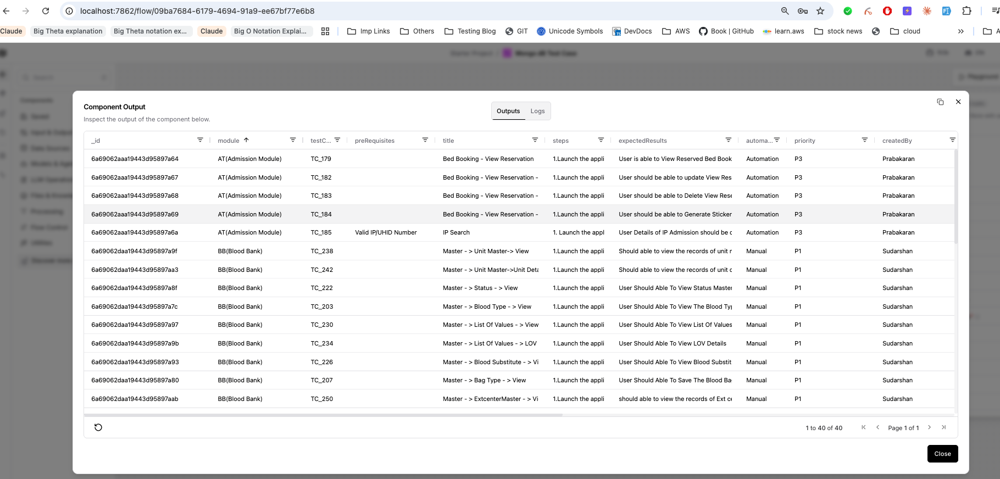 localhost:7862/flow/09ba7684-6179-4694-91a9-ee67bf77e6b8
Claude Big Theta explanation Big Theta notation ex... Claude Big O Notation Explai... Imp Links Others Testing Blog GIT Unicode Symbols DevDocs AWS Book | GitHub learn.aws stock news cloud
Component Output
Inspect the output of the component below.
Outputs Logs
_id module testC... preRequisites title steps expectedResults automa... priority createdBy
6a69062aaa19443d95897a64 AT(Admission Module) TC_179 Bed Booking - View Reservation 1.Launch the appli User is able to View Reserved Bed Book Automation P3 Prabakaran
6a69062aaa19443d95897a67 AT(Admission Module) TC_182 Bed Booking - View Reservation - 1.Launch the appli User should be able to update View Res Automation P3 Prabakaran
6a69062aaa19443d95897a68 AT(Admission Module) TC_183 Bed Booking - View Reservation - 1.Launch the appli User should be able to Delete View Rese Automation P3 Prabakaran
6a69062aaa19443d95897a69 AT(Admission Module) TC_184 Bed Booking - View Reservation - 1.Launch the appli User should be able to Generate Sticker Automation P3 Prabakaran
6a69062aaa19443d95897a6a AT(Admission Module) TC_185 Valid IP/UHID Number IP Search 1. Launch the appl User Details of IP Admission should be Automation P3 Prabakaran
6a69062daa19443d95897a9f BB(Blood Bank) TC_238 Master - > Unit Master-> View 1.Launch the appli Should able to view the records of unit Manual P1 Sudarshan
6a69062daa19443d95897aa3 BB(Blood Bank) TC_242 Master - > Unit Master->Unit Deta 1.Launch the appli Should able to view the records of unit Manual P1 Sudarshan
6a69062daa19443d95897a8f BB(Blood Bank) TC_222 Master - > Status - > View 1.Launch the appli User Should Able To View Status Master Manual P1 Sudarshan
6a69062daa19443d95897a7c BB(Blood Bank) TC_203 Master - > Blood Type - > View 1.Launch the appli User Should Able To View The Blood Typ Manual P1 Sudarshan
6a69062daa19443d95897a97 BB(Blood Bank) TC_230 Master - > List Of Values - > View 1.Launch the appli User Should Able To View List Of Values Manual P1 Sudarshan
6a69062daa19443d95897a9b BB(Blood Bank) TC_234 Master - > List Of Values - > LOV 1.Launch the appli User Should Able To View LOV Details Manual P1 Sudarshan
6a69062daa19443d95897a93 BB(Blood Bank) TC_226 Master - > Blood Substitute - > Vi 1.Launch the appli User Should Able To View Blood Substit Manual P1 Sudarshan
6a69062daa19443d95897a80 BB(Blood Bank) TC_207 Master - > Bag Type - > View 1.Launch the appli User Should Able To Save The Blood Ba Manual P1 Sudarshan
6a69062daa19443d95897aab BB(Blood Bank) TC_250 Master - > ExtcenterMaster - > Vi 1.Launch the appli should able to view the records of Ext ce Manual P1 Sudarshan
1 to 40 of 40 Page 1 of 1
Close